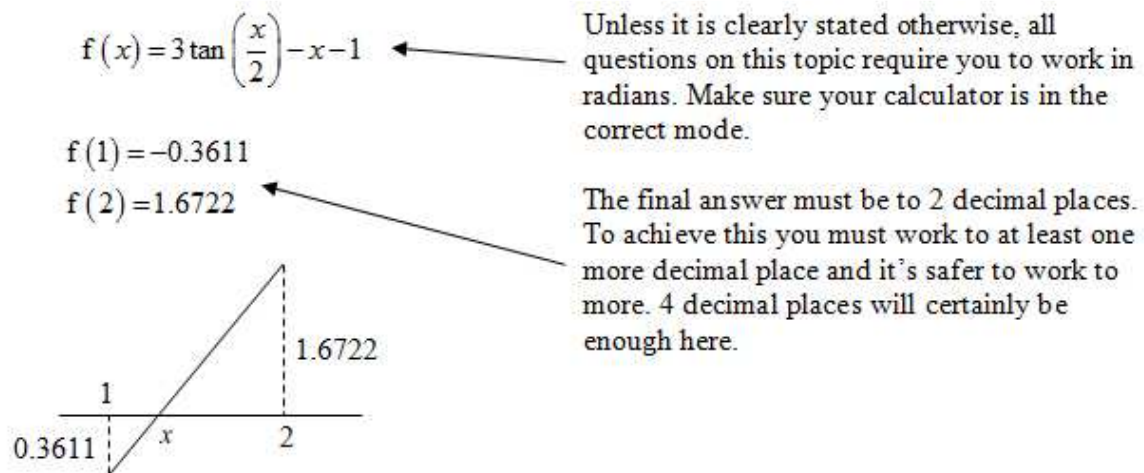 f (x) = 3 tan (x/2) − x − 1
Unless it is clearly stated otherwise, all
questions on this topic require you to work in
radians. Make sure your calculator is in the
correct mode.
f (1) = −0.3611
f (2) =1.6722
The final answer must be to 2 decimal places.
To achieve this you must work to at least one
more decimal place and it’s safer to work to
more. 4 decimal places will certainly be
enough here.
1.6722
1
x
2
0.3611